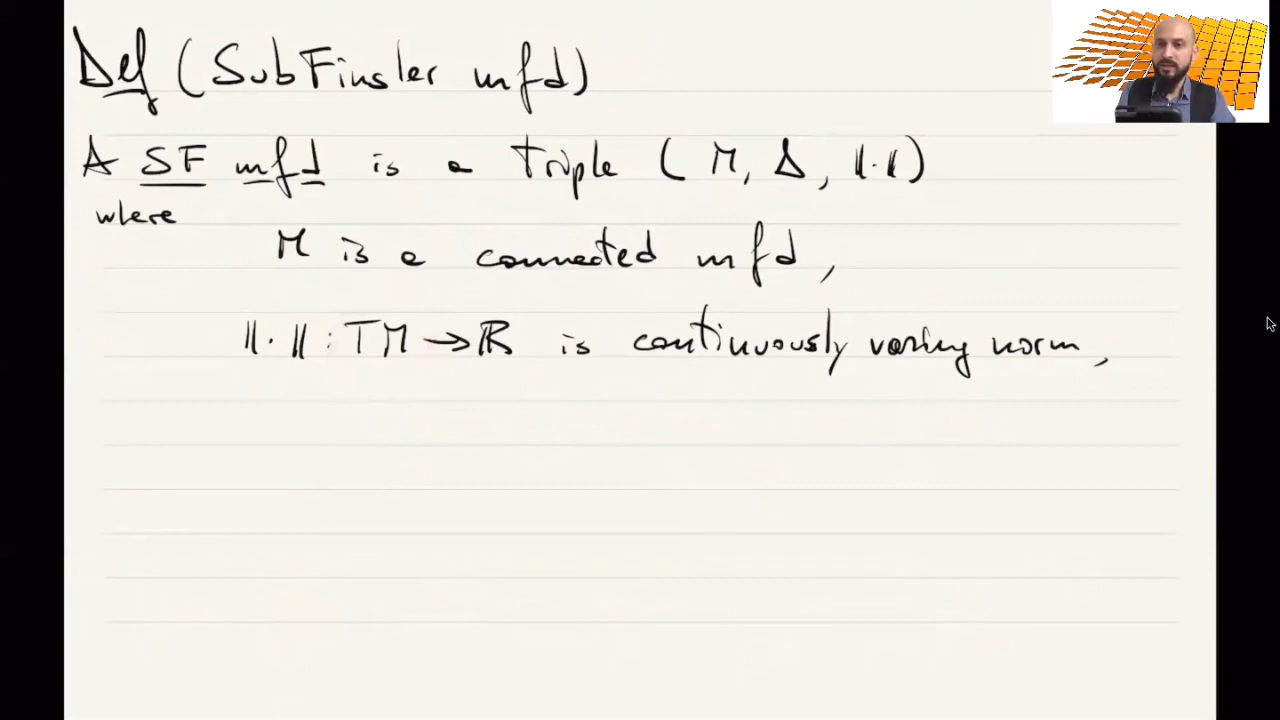 Def (SubFinsler mfd)
A SF mfd is a triple (M, Δ, ‖·‖)
where
M is a connected mfd,
‖·‖ : TM → ℝ is continuously varying norm,